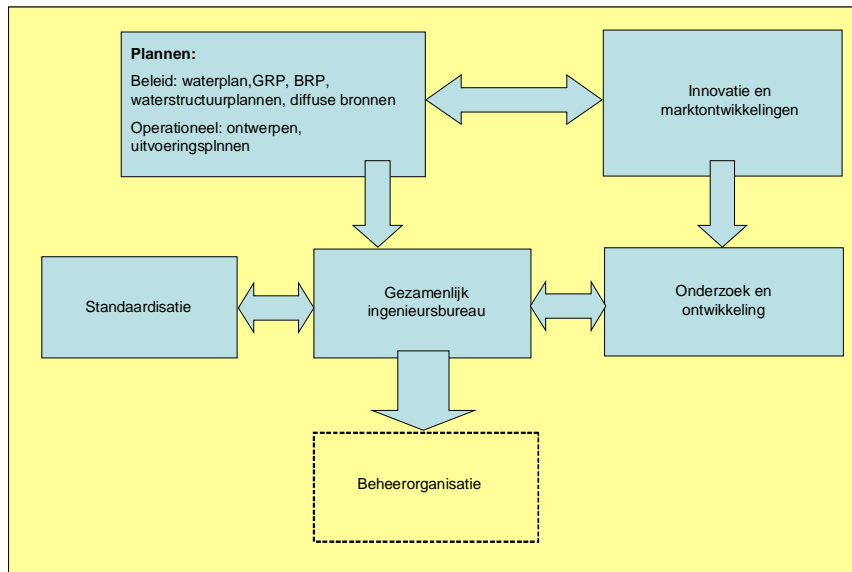 Plannen:
Beleid: waterplan,GRP, BRP,
waterstructuurplannen, diffuse bronnen
Operationeel: ontwerpen,
uitvoeringsplnnen
Innovatie en
marktontwikkelingen
Standaardisatie
Gezamenlijk
ingenieursbureau
Onderzoek en
ontwikkeling
Beheerorganisatie